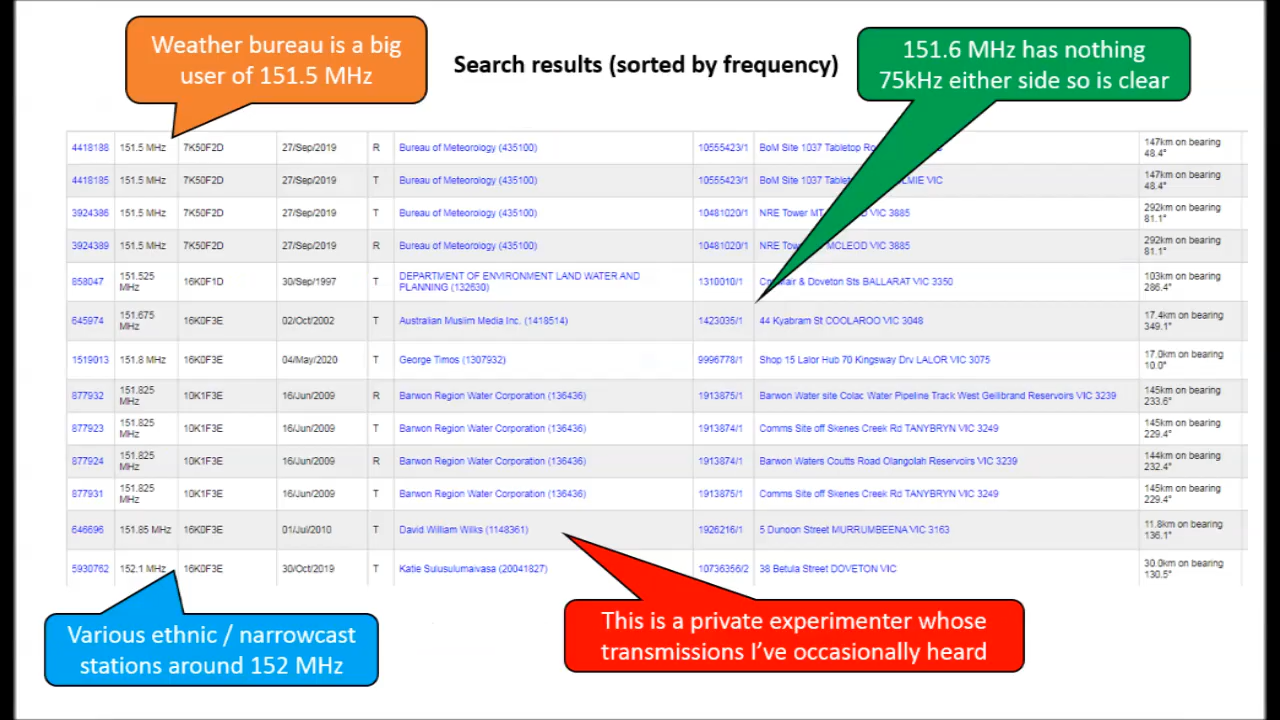 Weather bureau is a big
user of 151.5 MHz
Search results (sorted by frequency)
151.6 MHz has nothing
75kHz either side so is clear
4418188 151.5 MHz 7K50F2D 27/Sep/2019 R Bureau of Meteorology (435100) 10555423/1 BoM Site 1037 Tabletop 147km on bearing
48.4°
4418185 151.5 MHz 7K50F2D 27/Sep/2019 T Bureau of Meteorology (435100) 10555423/1 BoM Site 1037 VIC 147km on bearing
48.4°
3924386 151.5 MHz 7K50F2D 27/Sep/2019 T Bureau of Meteorology (435100) 10481020/1 NRE Tower MT VIC 3885 292km on bearing
81.1°
3924389 151.5 MHz 7K50F2D 27/Sep/2019 R Bureau of Meteorology (435100) 10481020/1 NRE MCLEOD VIC 3885 292km on bearing
81.1°
858047 151.525
MHz 16K0F1D 30/Sep/1997 T DEPARTMENT OF ENVIRONMENT LAND WATER AND
PLANNING (132630) 1310010/1 & Doveton Sts BALLARAT VIC 3350 103km on bearing
286.4°
645974 151.675
MHz 16K0F3E 02/Oct/2002 T Australian Muslim Media Inc. (1418514) 1423035/1 44 Kyabram St COOLAROO VIC 3048 17.4km on bearing
349.1°
1519013 151.8 MHz 16K0F3E 04/May/2020 T George Timos (1307932) 9996778/1 Shop 15 Lalor Hub 70 Kingsway Drv LALOR VIC 3075 17.0km on bearing
10.0°
877932 151.825
MHz 10K1F3E 16/Jun/2009 R Barwon Region Water Corporation (136436) 1913875/1 Barwon Water site Colac Water Pipeline Track West Gellibrand Reservoirs VIC 3239 145km on bearing
233.6°
877923 151.825
MHz 10K1F3E 16/Jun/2009 T Barwon Region Water Corporation (136436) 1913874/1 Comms Site off Skenes Creek Rd TANYBRYN VIC 3249 145km on bearing
229.4°
877924 151.825
MHz 10K1F3E 16/Jun/2009 R Barwon Region Water Corporation (136436) 1913874/1 Barwon Waters Coutts Road Olangolah Reservoirs VIC 3239 144km on bearing
232.4°
877931 151.825
MHz 10K1F3E 16/Jun/2009 T Barwon Region Water Corporation (136436) 1913875/1 Comms Site off Skenes Creek Rd TANYBRYN VIC 3249 145km on bearing
229.4°
646696 151.85 MHz 16K0F3E 01/Jul/2010 T David William Wilks (1148361) 1926216/1 5 Dunoon Street MURRUMBEENA VIC 3163 11.8km on bearing
136.1°
5930762 152.1 MHz 16K0F3E 30/Oct/2019 T Katie Sulusulumaivasa (20041827) 10736356/2 38 Betula Street DOVETON VIC 30.0km on bearing
130.5°
Various ethnic / narrowcast
stations around 152 MHz
This is a private experimenter whose
transmissions I've occasionally heard